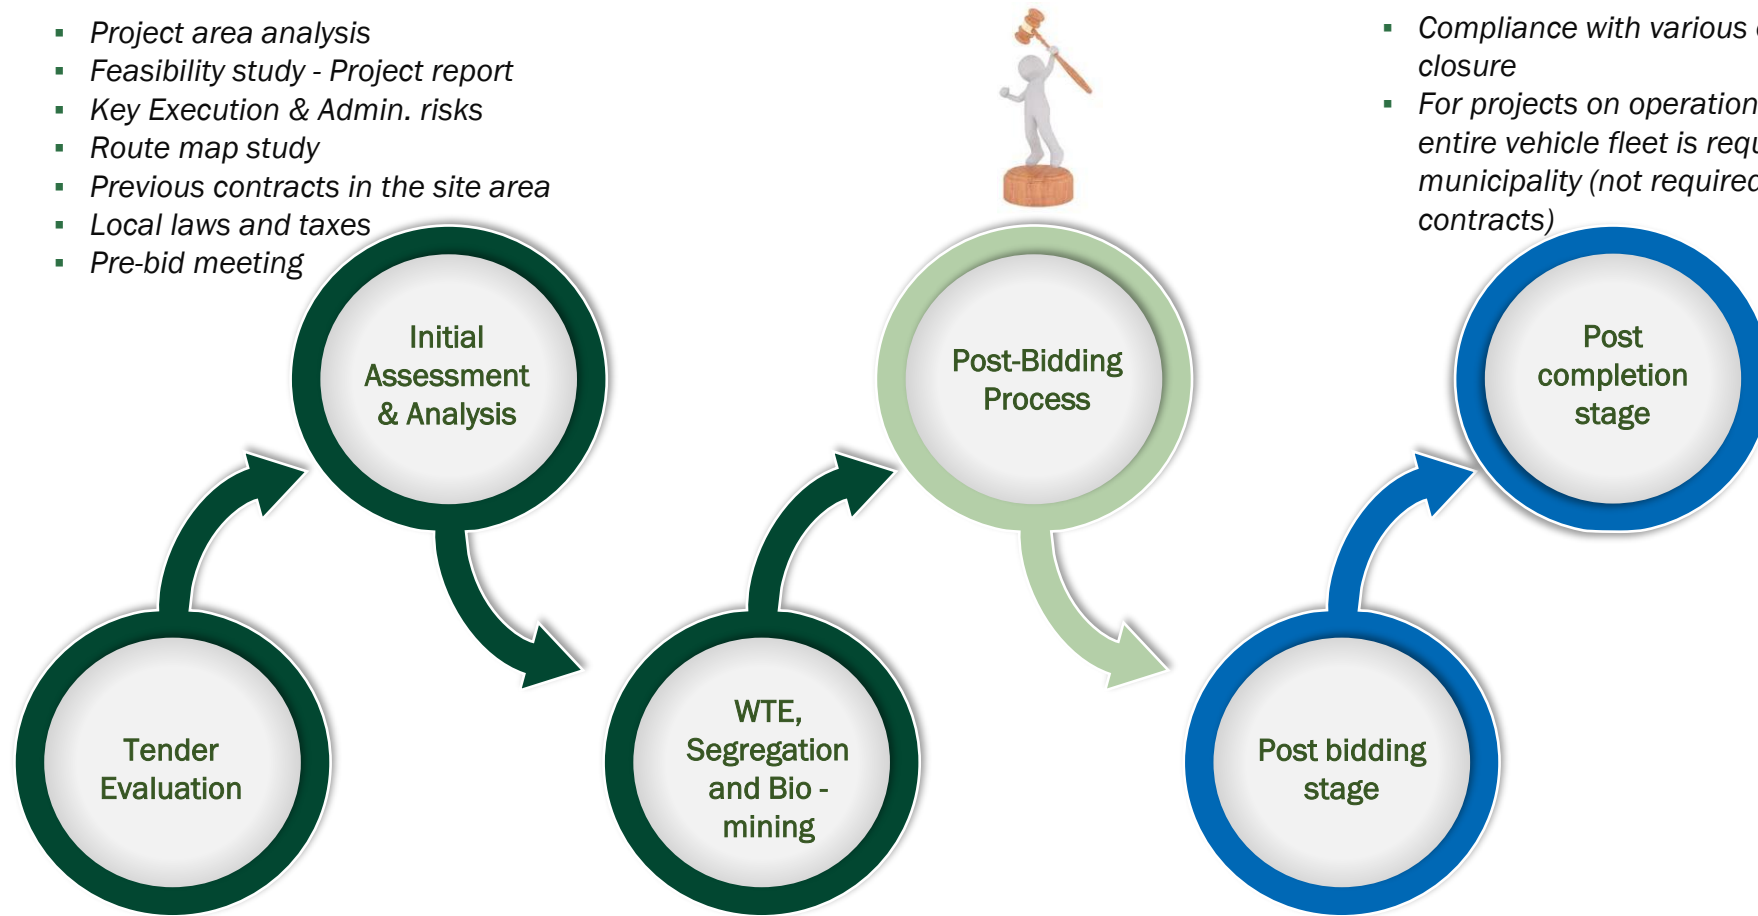 ▪ Project area analysis
▪ Feasibility study - Project report
▪ Key Execution & Admin. risks
▪ Route map study
▪ Previous contracts in the site area
▪ Local laws and taxes
▪ Pre-bid meeting
▪ Compliance with various
closure
▪ For projects on operation
entire vehicle fleet is
municipality (not
contracts)
Initial
Assessment
& Analysis
Post-Bidding
Process
Post
completion
stage
Tender
Evaluation
WTE,
Segregation
and Bio -
mining
Post bidding
stage